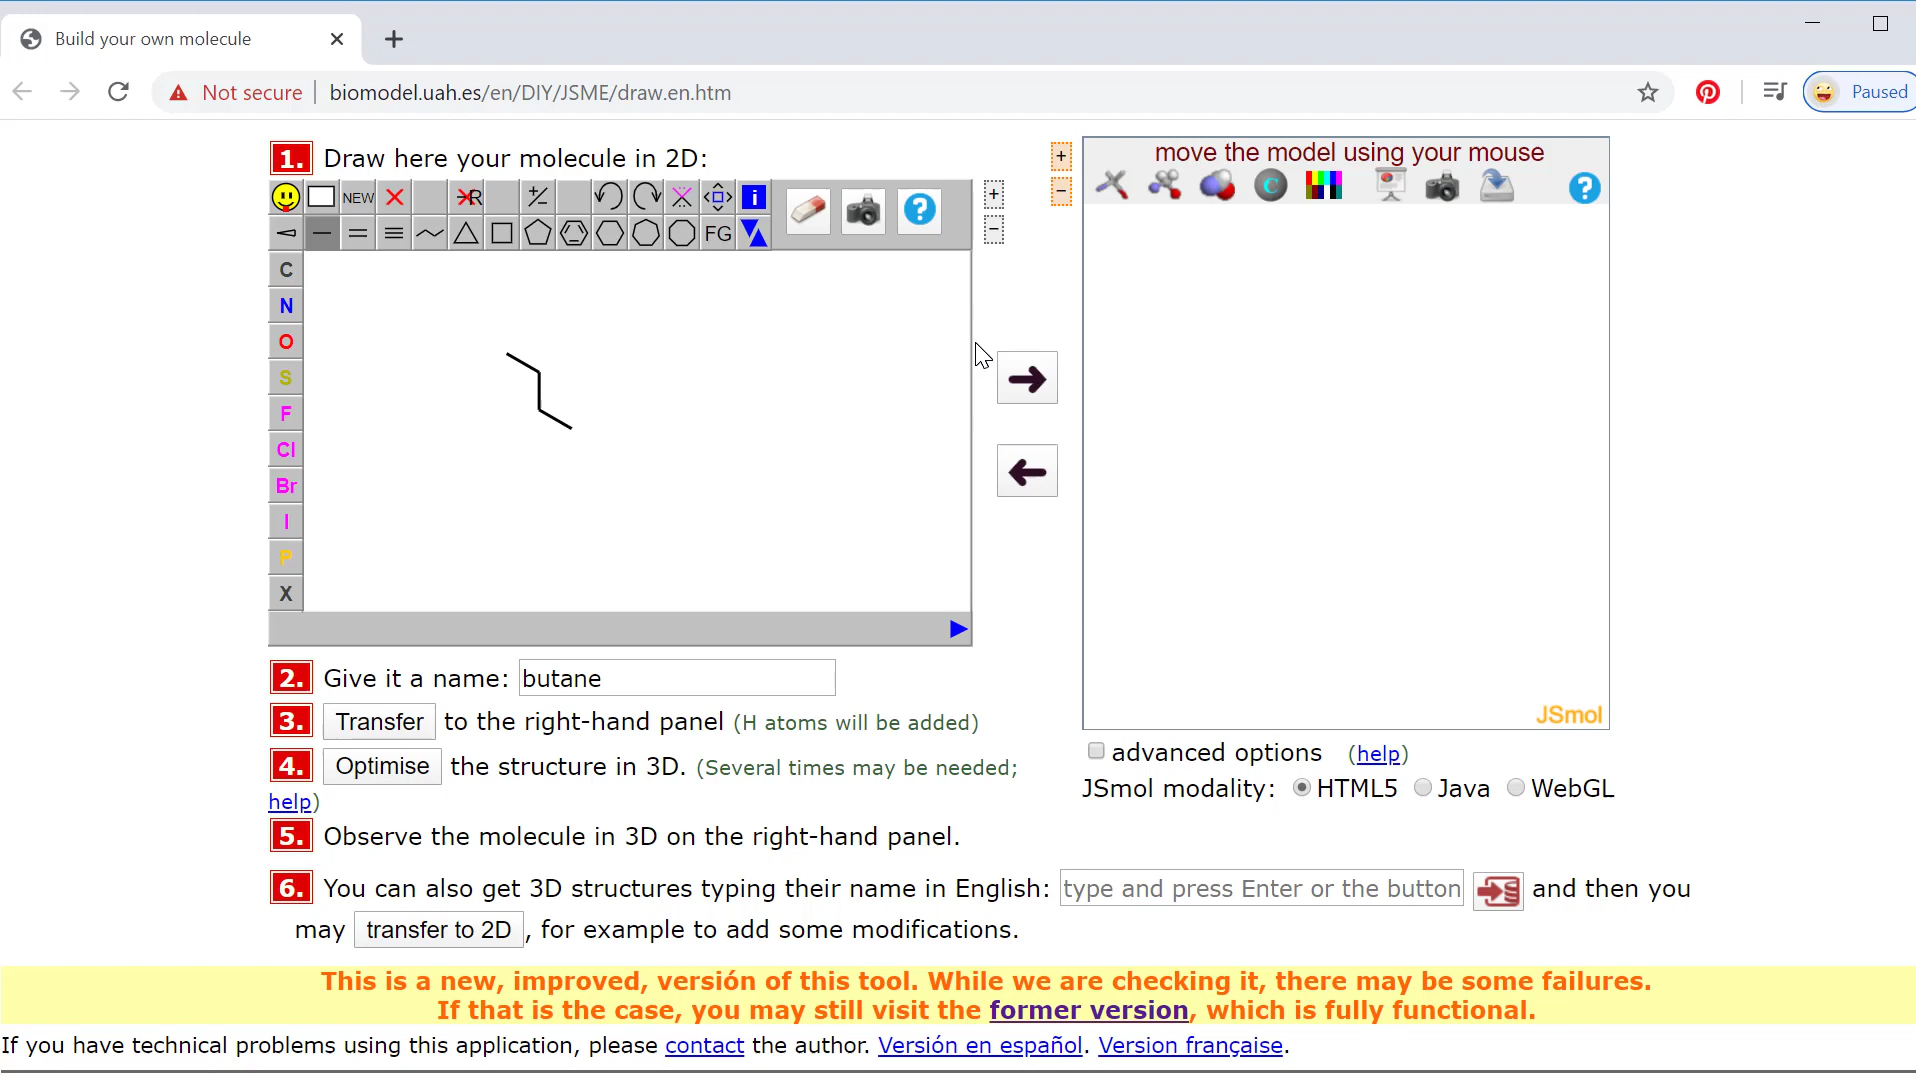 Build your own molecule
Not secure
biomodel.uah.es/en/DIY/JSME/draw.en.htm
Paused
1. Draw here your molecule in 2D:
NEW
R
i
?
FG
C
N
O
S
F
Cl
Br
I
P
X
+
−
+
−
move the model using your mouse
C
?
JSmol
2. Give it a name: butane
3. Transfer to the right-hand panel (H atoms will be added)
4. Optimise the structure in 3D. (Several times may be needed;
help)
5. Observe the molecule in 3D on the right-hand panel.
advanced options (help)
JSmol modality: HTML5 Java WebGL
6. You can also get 3D structures typing their name in English: type and press Enter or the button and then you
may transfer to 2D, for example to add some modifications.
This is a new, improved, versión of this tool. While we are checking it, there may be some failures.
If that is the case, you may still visit the former version, which is fully functional.
If you have technical problems using this application, please contact the author. Versión en español. Version française.